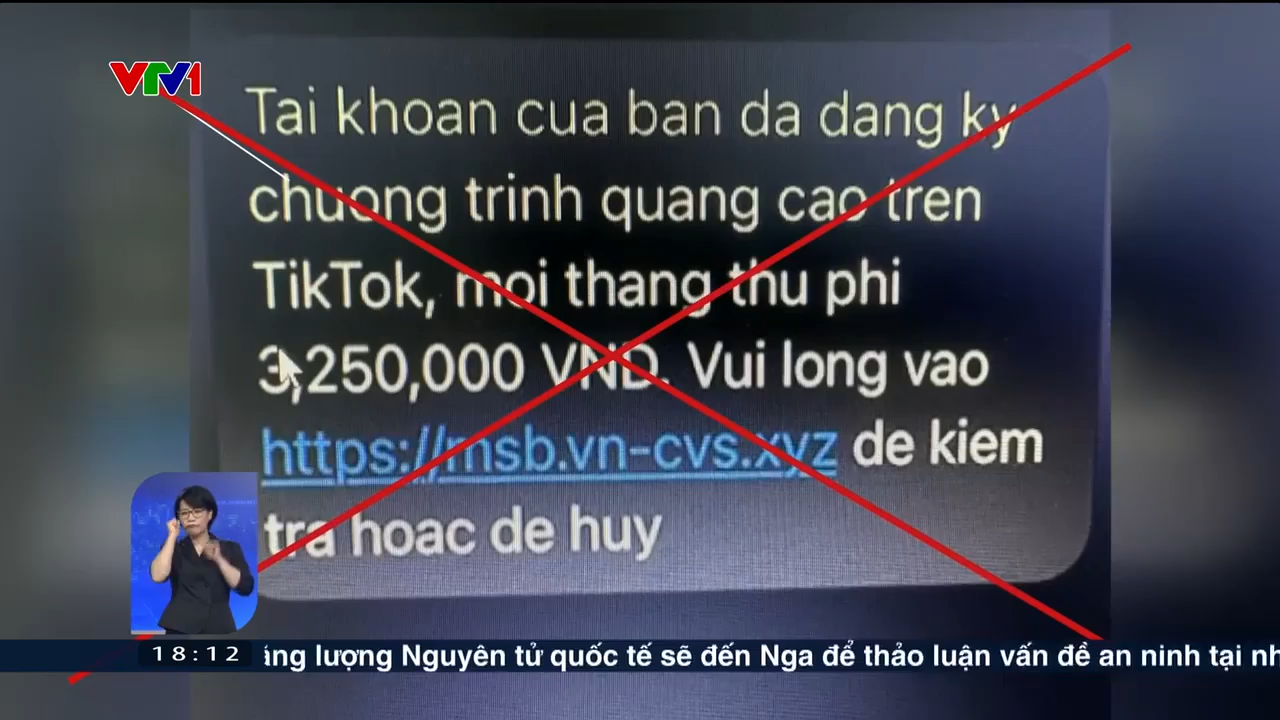 VTV1
Tai khoan cua ban da dang ky
chuong trinh quang cao tren
TikTok, moi thang thu phi
3,250,000 VND. Vui long vao
https://msb.vn-cvs.xyz de kiem
tra hoac de huy
18:12
lượng Nguyên tử quốc tế sẽ đến Nga để thảo luận vấn đề an ninh tại